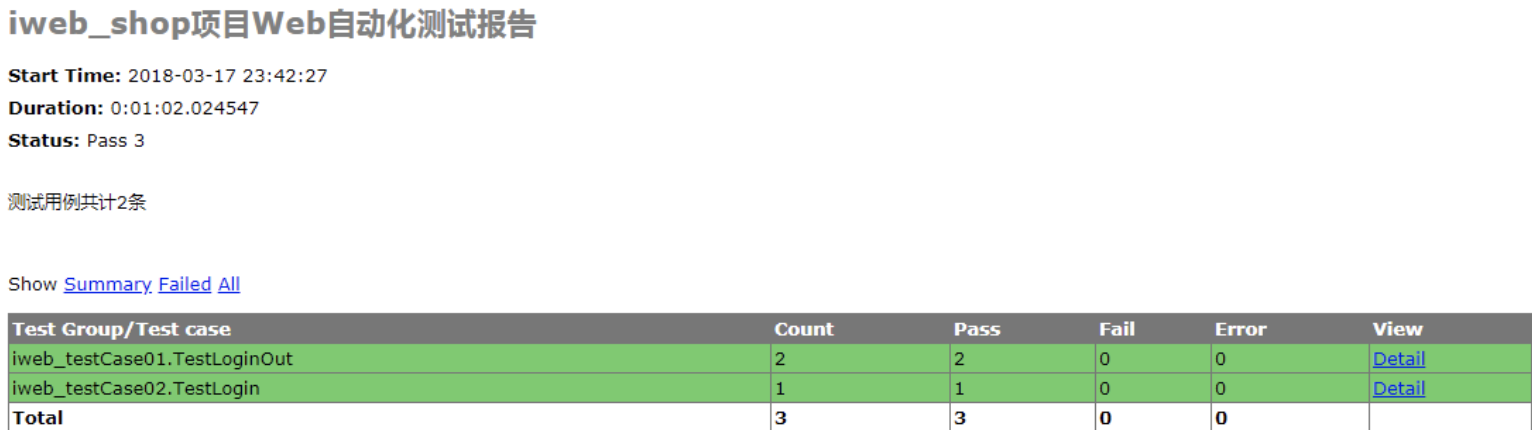 iweb_shop项目Web自动化测试报告
Start Time: 2018-03-17 23:42:27
Duration: 0:01:02.024547
Status: Pass 3
测试用例共计2条
Show Summary Failed All
Test Group/Test case Count Pass Fail Error View
iweb_testCase01.TestLoginOut 2 2 0 0 Detail
iweb_testCase02.TestLogin 1 1 0 0 Detail
Total 3 3 0 0